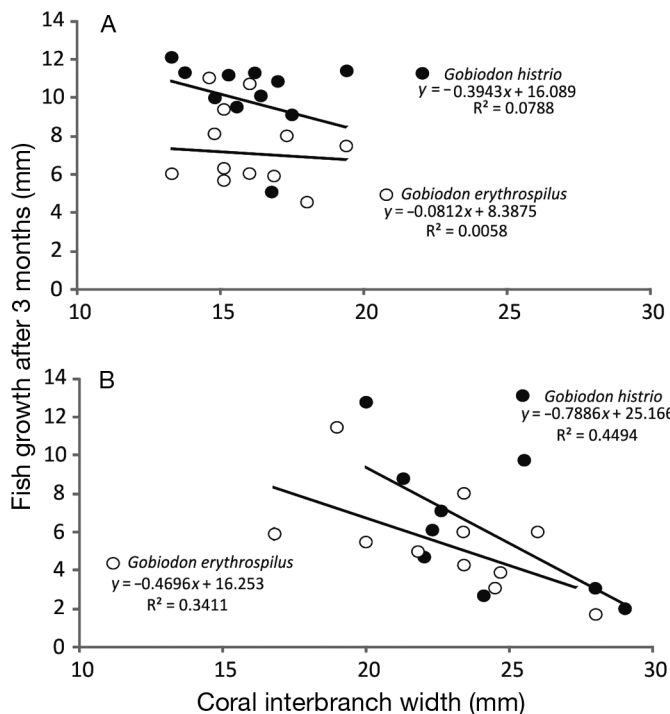 A
Fish growth after 3 months (mm)
14
12
10
8
6
4
2
0
Gobiodon histrio
y = −0.3943x + 16.089
R² = 0.0788
Gobiodon erythrospilus
y = −0.0812x + 8.3875
R² = 0.0058
10
15
20
25
30
B
14
12
10
8
6
4
2
0
Gobiodon histrio
y = −0.7886x + 25.166
R² = 0.4494
Gobiodon erythrospilus
y = −0.4696x + 16.253
R² = 0.3411
10
15
20
25
30
Coral interbranch width (mm)